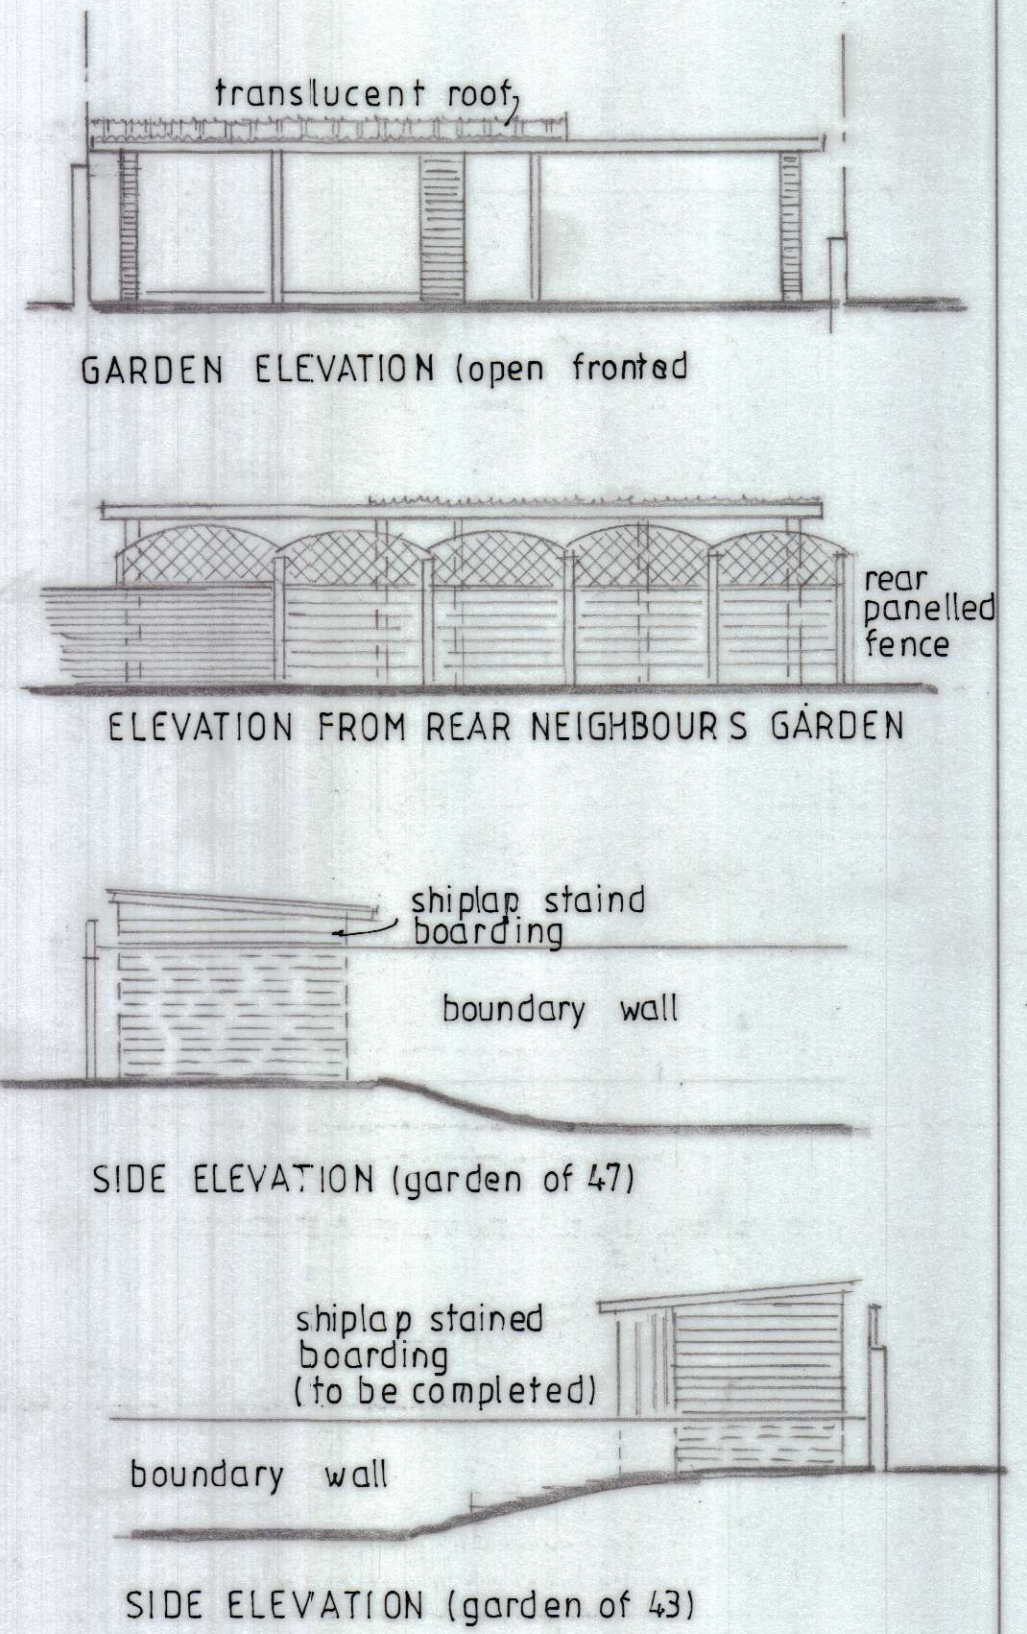 translucent roof
GARDEN ELEVATION (open fronted
rear
panelled
fence
ELEVATION FROM REAR NEIGHBOURS GARDEN
shiplap staind
boarding
boundary wall
SIDE ELEVATION (garden of 47)
shiplap stained
boarding
(to be completed)
boundary wall
SIDE ELEVATION (garden of 43)